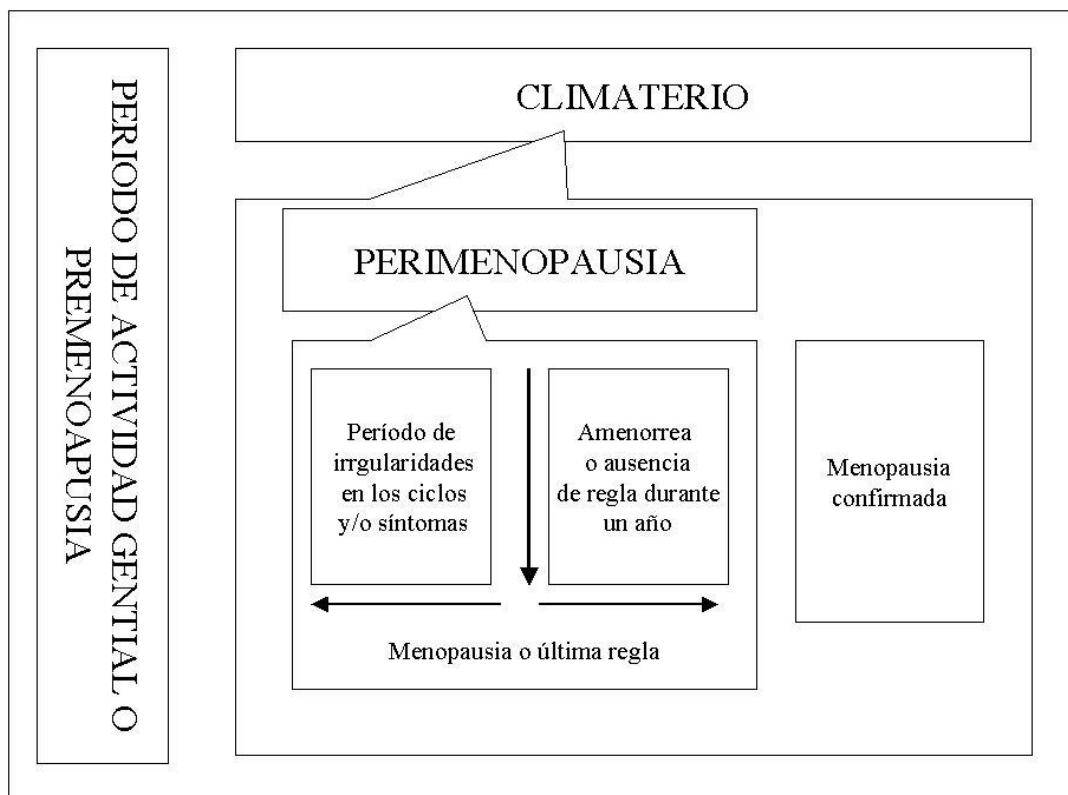 PERIODO DE ACTIVIDAD GENTIAL O
PREMENOAPUSIA
CLIMATERIO
PERIMENOPAUSIA
Período de
irrgularidades
en los ciclos
y/o síntomas
Amenorrea
o ausencia
de regla durante
un año
Menopausia o última regla
Menopausia
confirmada